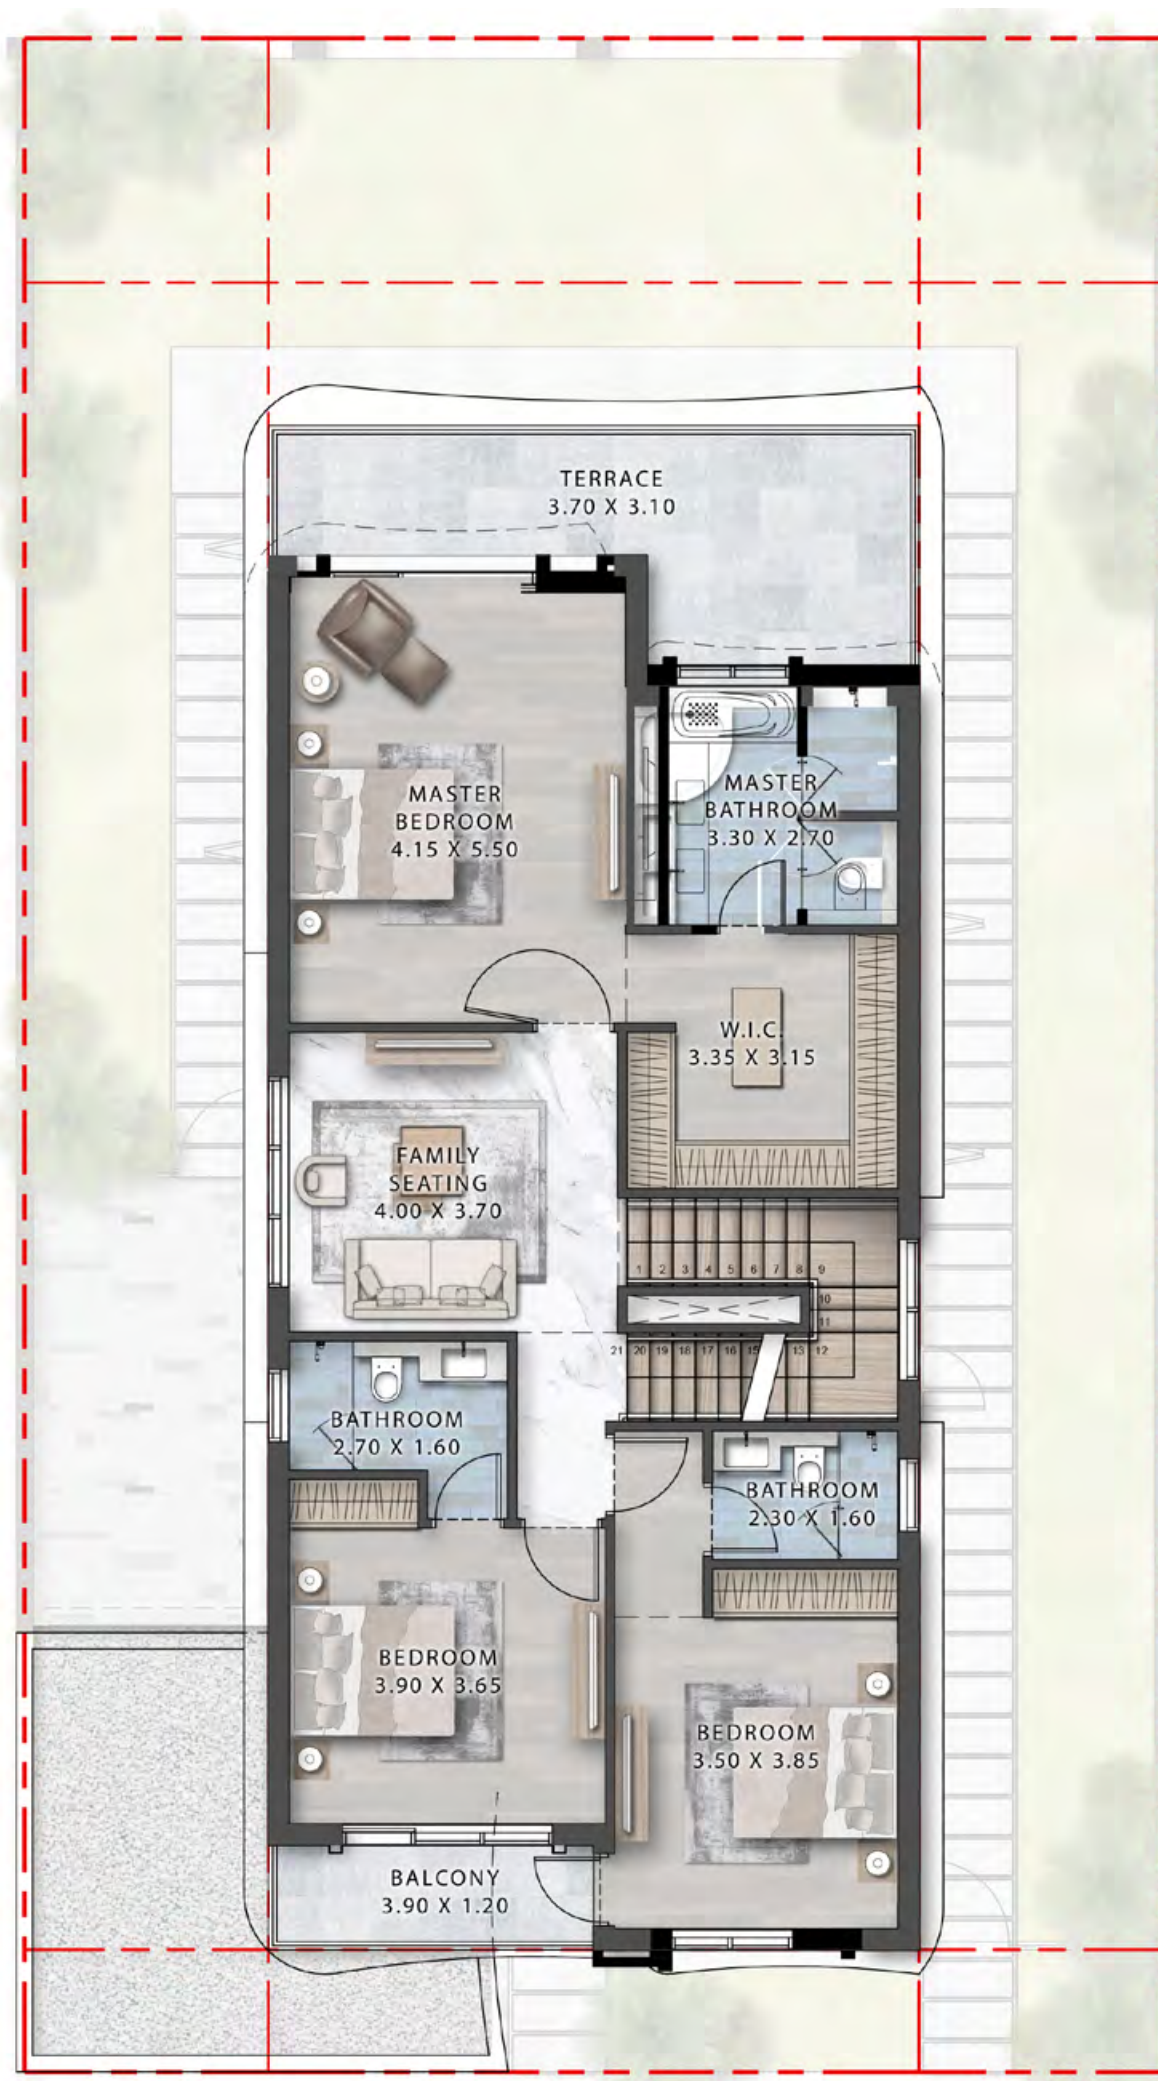 TERRACE
3.70 X 3.10
MASTER
BEDROOM
4.15 X 5.50
MASTER
BATHROOM
3.30 X 2.70
W.I.C.
3.35 X 3.15
FAMILY
SEATING
4.00 X 3.70
1 2 3 4 5 6 7 8 9
10
11
21 20 19 18 17 16 15 13 12
BATHROOM
2.70 X 1.60
BATHROOM
2.30 X 1.60
BEDROOM
3.90 X 3.65
BEDROOM
3.50 X 3.85
BALCONY
3.90 X 1.20